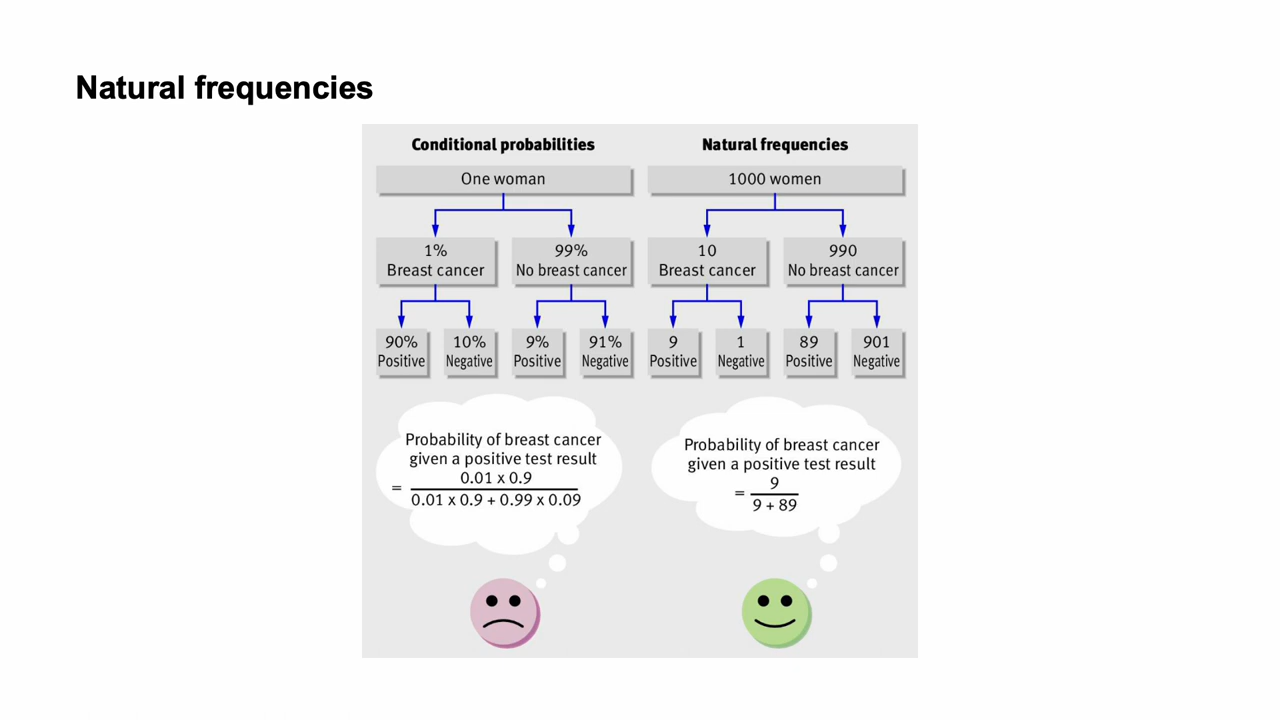 Natural frequencies
Conditional probabilities
One woman
1%
Breast cancer
99%
No breast cancer
90%
Positive
10%
Negative
9%
Positive
91%
Negative
Probability of breast cancer
given a positive test result
=
0.01 x 0.9
0.01 x 0.9 + 0.99 x 0.09
Natural frequencies
1000 women
10
Breast cancer
990
No breast cancer
9
Positive
1
Negative
89
Positive
901
Negative
Probability of breast cancer
given a positive test result
=
9
9 + 89